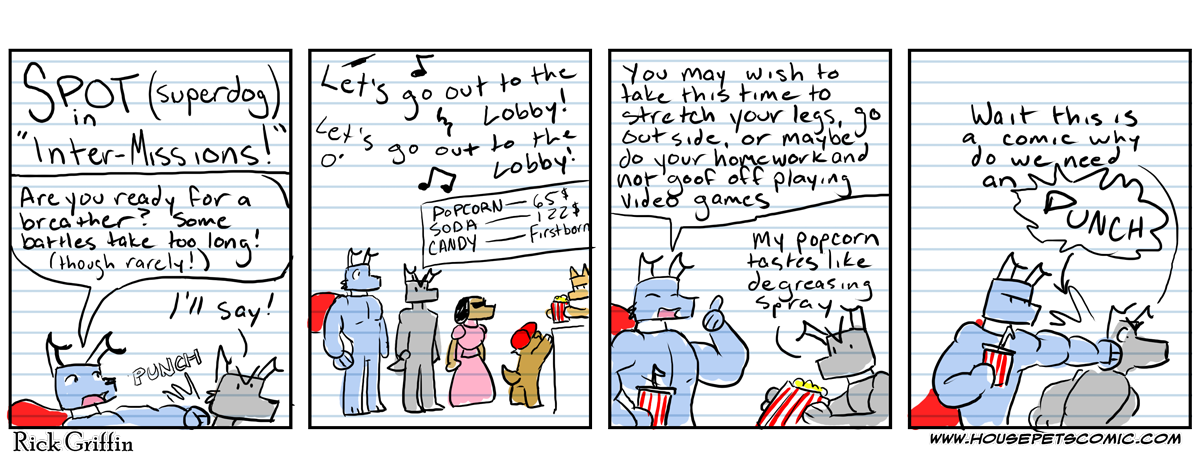 SPOT (superdog)
in
"Inter-Missions!"
Are you ready for a
breather? Some
battles take too long!
(though rarely!)
I'll say!
PUNCH
Let's go out to the
Lobby!
Let's go out to the
Lobby!
POPCORN — 65$
SODA — 122$
CANDY — Firstborn
You may wish to
take this time to
stretch your legs, go
outside, or maybe
do your homework and
not goof off playing
video games
My popcorn
tastes like
degreasing
spray
Wait this is
a comic why
do we need
an
PUNCH
Rick Griffin
WWW.HOUSEPETSCOMIC.COM